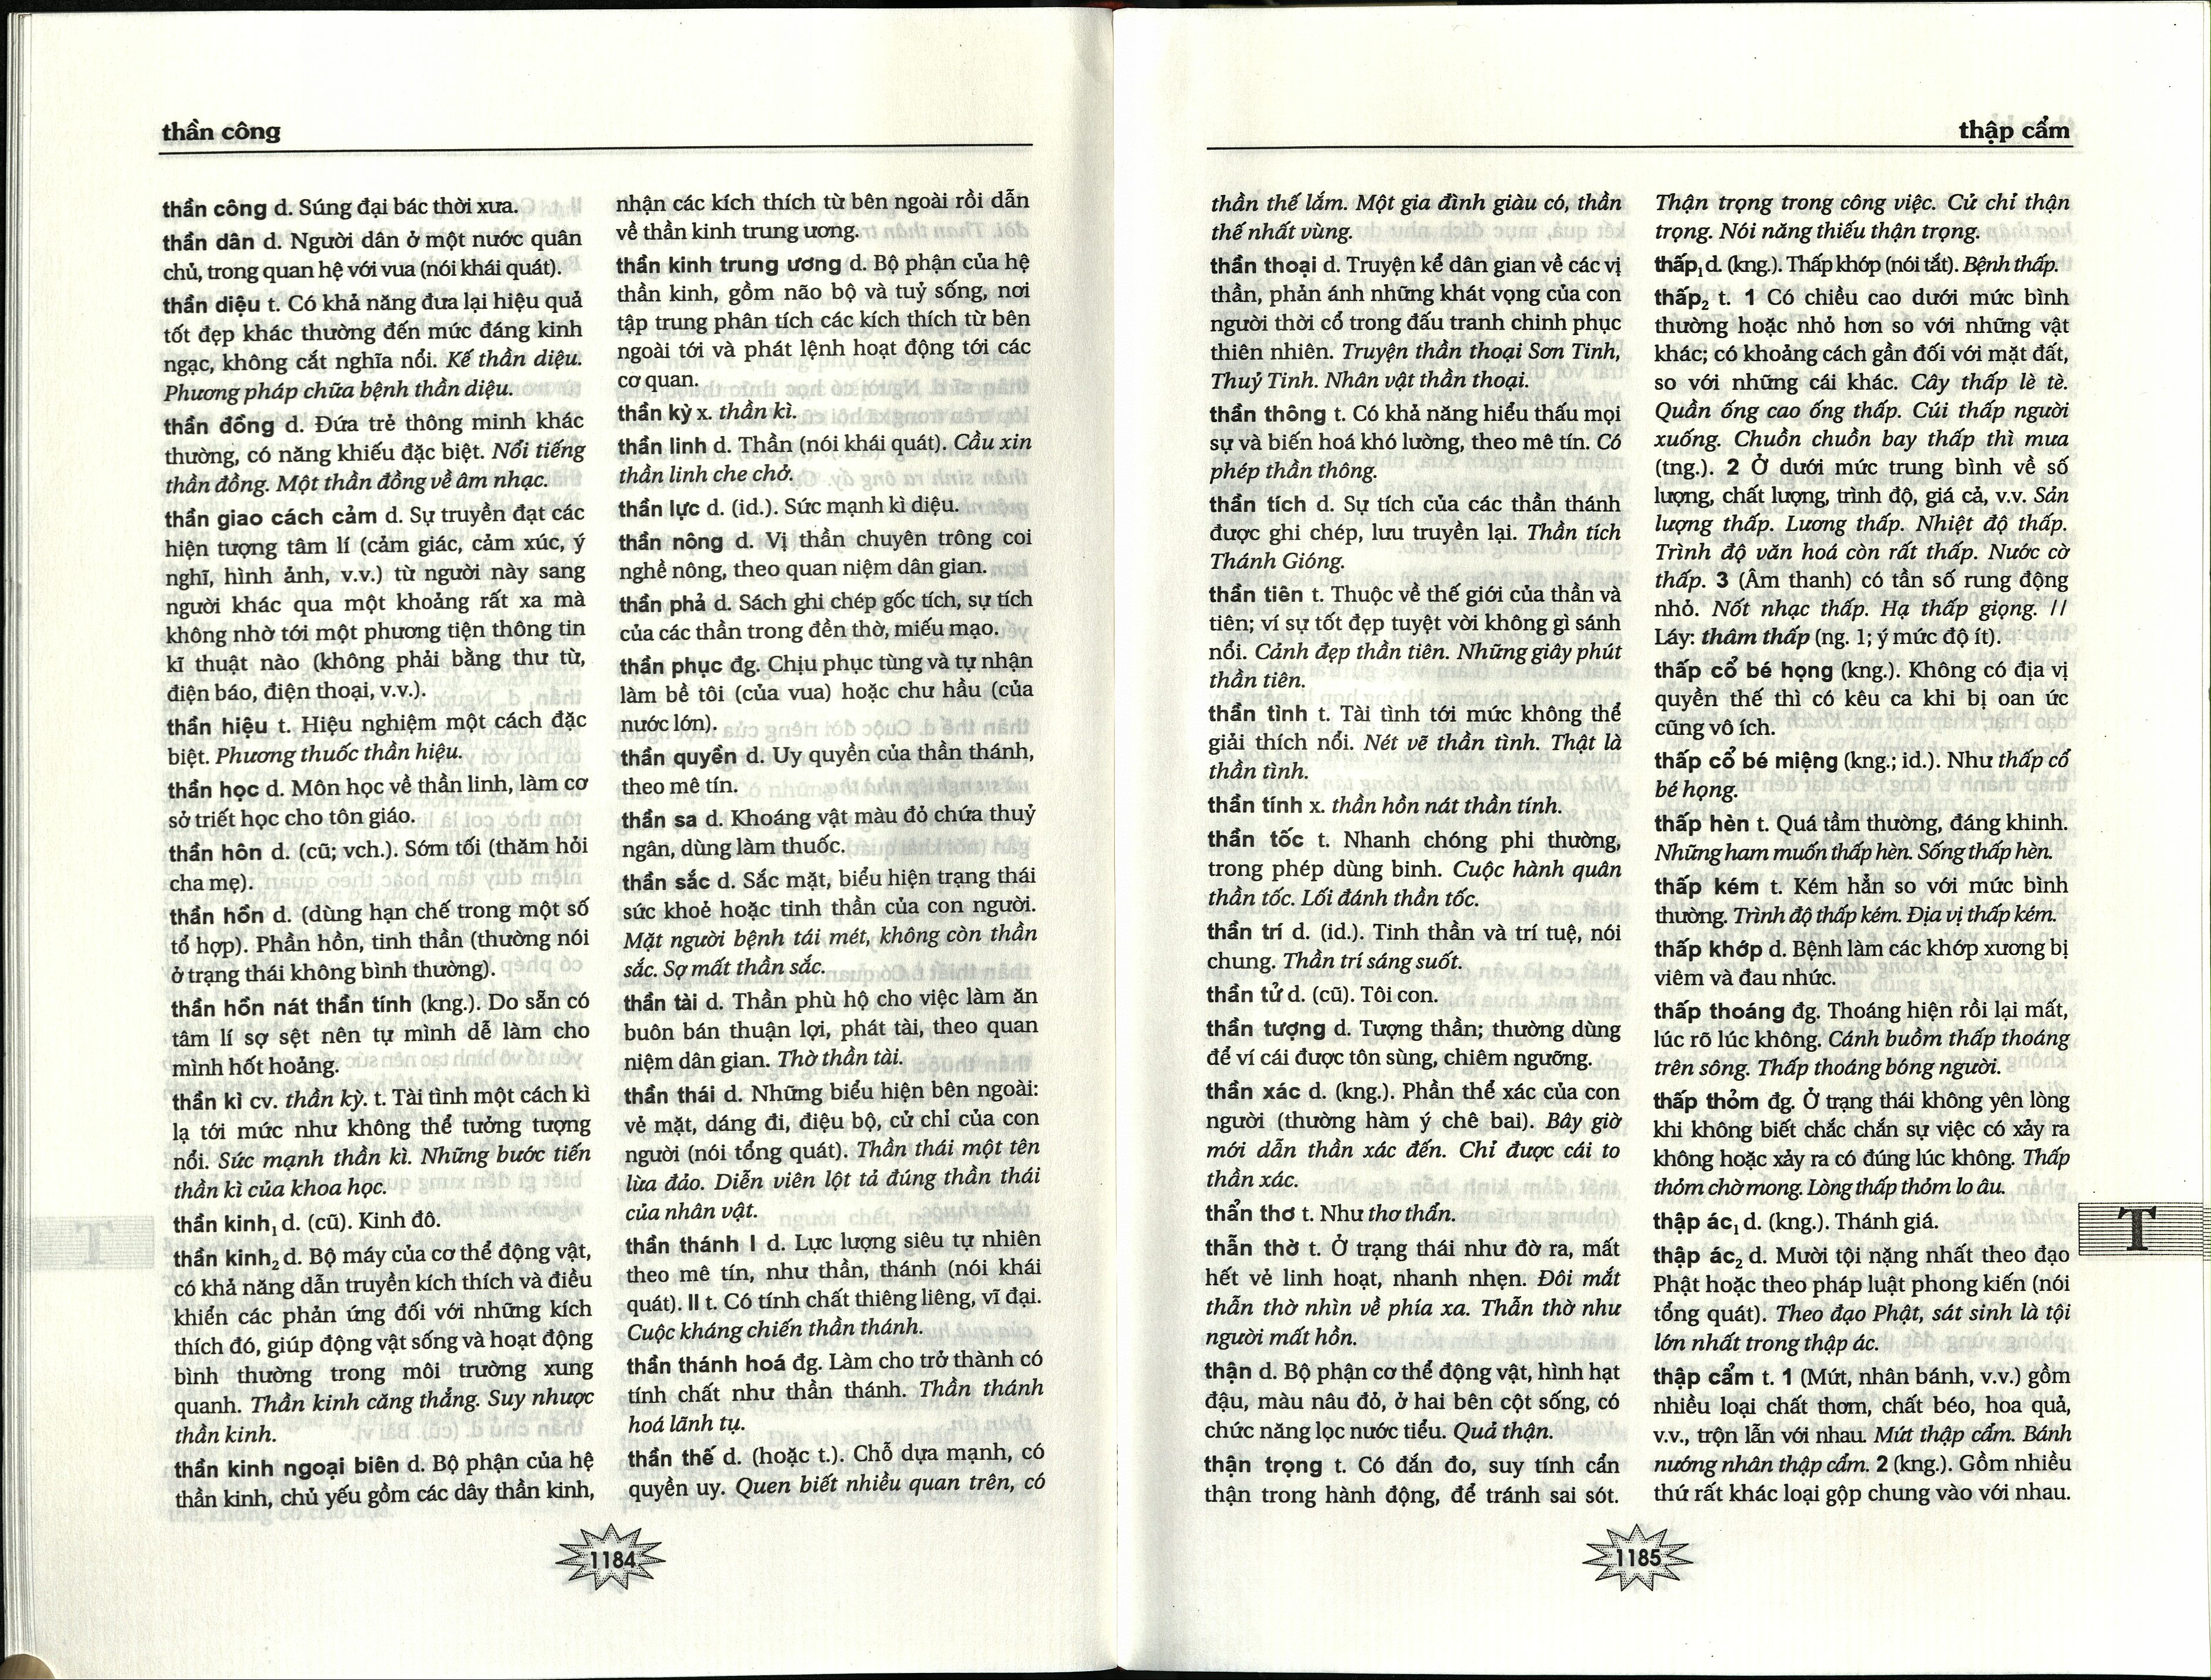 thần công
thần công d. Súng đại bác thời xưa.
thần dân d. Người dân ở một nước quân
chủ, trong quan hệ với vua (nói khái quát).
thần diệu t. Có khả năng đưa lại hiệu quả
tốt đẹp khác thường đến mức đáng kinh
ngạc, không cắt nghĩa nổi. Kế thần diệu.
Phương pháp chữa bệnh thần diệu.
thần đồng d. Đứa trẻ thông minh khác
thường, có năng khiếu đặc biệt. Nổi tiếng
thần đồng. Một thần đồng về âm nhạc.
thần giao cách cảm d. Sự truyền đạt các
hiện tượng tâm lí (cảm giác, cảm xúc, ý
nghĩ, hình ảnh, v.v.) từ người này sang
người khác qua một khoảng rất xa mà
không nhờ tới một phương tiện thông tin
kĩ thuật nào (không phải bằng thư từ,
điện báo, điện thoại, v.v.).
thần hiệu t. Hiệu nghiệm một cách đặc
biệt. Phương thuốc thần hiệu.
thần học d. Môn học về thần linh, làm cơ
sở triết học cho tôn giáo.
thần hôn d. (cũ; vch.). Sớm tối (thăm hỏi
cha mẹ).
thần hồn d. (dùng hạn chế trong một số
tổ hợp). Phần hồn, tinh thần (thường nói
ở trạng thái không bình thường).
thần hồn nát thần tính (kng.). Do sẵn có
tâm lí sợ sệt nên tự mình dễ làm cho
mình hốt hoảng.
thần kì cv. thần kỳ. t. Tài tình một cách kì
lạ tới mức như không thể tưởng tượng
nổi. Sức mạnh thần kì. Những bước tiến
thần kì của khoa học.
thần kinh₁ d. (cũ). Kinh đô.
thần kinh₂ d. Bộ máy của cơ thể động vật,
có khả năng dẫn truyền kích thích và điều
khiển các phản ứng đối với những kích
thích đó, giúp động vật sống và hoạt động
bình thường trong môi trường xung
quanh. Thần kinh căng thẳng. Suy nhược
thần kinh.
thần kinh ngoại biên d. Bộ phận của hệ
thần kinh, chủ yếu gồm các dây thần kinh,
nhận các kích thích từ bên ngoài rồi dẫn
về thần kinh trung ương.
thần kinh trung ương d. Bộ phận của hệ
thần kinh, gồm não bộ và tuỷ sống, nơi
tập trung phân tích các kích thích từ bên
ngoài tới và phát lệnh hoạt động tới các
cơ quan.
thần kỳ x. thần kì.
thần linh d. Thần (nói khái quát). Cầu xin
thần linh che chở.
thần lực d. (id.). Sức mạnh kì diệu.
thần nông d. Vị thần chuyên trông coi
nghề nông, theo quan niệm dân gian.
thần phả d. Sách ghi chép gốc tích, sự tích
của các thần trong đền thờ, miếu mạo.
thần phục đg. Chịu phục tùng và tự nhận
làm bề tôi (của vua) hoặc chư hầu (của
nước lớn).
thần quyền d. Uy quyền của thần thánh,
theo mê tín.
thần sa d. Khoáng vật màu đỏ chứa thuỷ
ngân, dùng làm thuốc.
thần sắc d. Sắc mặt, biểu hiện trạng thái
sức khoẻ hoặc tinh thần của con người.
Mặt người bệnh tái mét, không còn thần
sắc. Sợ mất thần sắc.
thần tài d. Thần phù hộ cho việc làm ăn
buôn bán thuận lợi, phát tài, theo quan
niệm dân gian. Thờ thần tài.
thần thái d. Những biểu hiện bên ngoài:
vẻ mặt, dáng đi, điệu bộ, cử chỉ của con
người (nói tổng quát). Thần thái một tên
lừa đảo. Diễn viên lột tả đúng thần thái
của nhân vật.
thần thánh I d. Lực lượng siêu tự nhiên
theo mê tín, như thần, thánh (nói khái
quát). II t. Có tính chất thiêng liêng, vĩ đại.
Cuộc kháng chiến thần thánh.
thần thánh hoá đg. Làm cho trở thành có
tính chất như thần thánh. Thần thánh
hoá lãnh tụ.
thần thế d. (hoặc t.). Chỗ dựa mạnh, có
quyền uy. Quen biết nhiều quan trên, có
1184
thập cẩm
thần thế lắm. Một gia đình giàu có, thần
thế nhất vùng.
thần thoại d. Truyện kể dân gian về các vị
thần, phản ánh những khát vọng của con
người thời cổ trong đấu tranh chinh phục
thiên nhiên. Truyện thần thoại Sơn Tinh,
Thuỷ Tinh. Nhân vật thần thoại.
thần thông t. Có khả năng hiểu thấu mọi
sự và biến hoá khó lường, theo mê tín. Có
phép thần thông.
thần tích d. Sự tích của các thần thánh
được ghi chép, lưu truyền lại. Thần tích
Thánh Gióng.
thần tiên t. Thuộc về thế giới của thần và
tiên; ví sự tốt đẹp tuyệt vời không gì sánh
nổi. Cảnh đẹp thần tiên. Những giây phút
thần tiên.
thần tình t. Tài tình tới mức không thể
giải thích nổi. Nét vẽ thần tình. Thật là
thần tình.
thần tính x. thần hồn nát thần tính.
thần tốc t. Nhanh chóng phi thường,
trong phép dùng binh. Cuộc hành quân
thần tốc. Lối đánh thần tốc.
thần trí d. (id.). Tinh thần và trí tuệ, nói
chung. Thần trí sáng suốt.
thần tử d. (cũ). Tôi con.
thần tượng d. Tượng thần; thường dùng
để ví cái được tôn sùng, chiêm ngưỡng.
thần xác d. (kng.). Phần thể xác của con
người (thường hàm ý chê bai). Bây giờ
mới dẫn thần xác đến. Chỉ được cái to
thần xác.
thẩn thơ t. Như thơ thẩn.
thẫn thờ t. Ở trạng thái như đờ ra, mất
hết vẻ linh hoạt, nhanh nhẹn. Đôi mắt
thẫn thờ nhìn về phía xa. Thẫn thờ như
người mất hồn.
thận d. Bộ phận cơ thể động vật, hình hạt
đậu, màu nâu đỏ, ở hai bên cột sống, có
chức năng lọc nước tiểu. Quả thận.
thận trọng t. Có đắn đo, suy tính cẩn
thận trong hành động, để tránh sai sót.
Thận trọng trong công việc. Cử chỉ thận
trọng. Nói năng thiếu thận trọng.
thấp₁ d. (kng.). Thấp khớp (nói tắt). Bệnh thấp.
thấp₂ t. 1 Có chiều cao dưới mức bình
thường hoặc nhỏ hơn so với những vật
khác; có khoảng cách gần đối với mặt đất,
so với những cái khác. Cây thấp lè tè.
Quần ống cao ống thấp. Cúi thấp người
xuống. Chuồn chuồn bay thấp thì mưa
(tng.). 2 Ở dưới mức trung bình về số
lượng, chất lượng, trình độ, giá cả, v.v. Sản
lượng thấp. Lương thấp. Nhiệt độ thấp.
Trình độ văn hoá còn rất thấp. Nước cờ
thấp. 3 (Âm thanh) có tần số rung động
nhỏ. Nốt nhạc thấp. Hạ thấp giọng. //
Láy: thâm thấp (ng. 1; ý mức độ ít).
thấp cổ bé họng (kng.). Không có địa vị
quyền thế thì có kêu ca khi bị oan ức
cũng vô ích.
thấp cổ bé miệng (kng.; id.). Như thấp cổ
bé họng.
thấp hèn t. Quá tầm thường, đáng khinh.
Những ham muốn thấp hèn. Sống thấp hèn.
thấp kém t. Kém hẳn so với mức bình
thường. Trình độ thấp kém. Địa vị thấp kém.
thấp khớp d. Bệnh làm các khớp xương bị
viêm và đau nhức.
thấp thoáng đg. Thoáng hiện rồi lại mất,
lúc rõ lúc không. Cánh buồm thấp thoáng
trên sông. Thấp thoáng bóng người.
thấp thỏm đg. Ở trạng thái không yên lòng
khi không biết chắc chắn sự việc có xảy ra
không hoặc xảy ra có đúng lúc không. Thấp
thỏm chờ mong. Lòng thấp thỏm lo âu.
thập ác₁ d. (kng.). Thánh giá.
thập ác₂ d. Mười tội nặng nhất theo đạo
Phật hoặc theo pháp luật phong kiến (nói
tổng quát). Theo đạo Phật, sát sinh là tội
lớn nhất trong thập ác.
thập cẩm t. 1 (Mứt, nhân bánh, v.v.) gồm
nhiều loại chất thơm, chất béo, hoa quả,
v.v., trộn lẫn với nhau. Mứt thập cẩm. Bánh
nướng nhân thập cẩm. 2 (kng.). Gồm nhiều
thứ rất khác loại gộp chung vào với nhau.
T
1185